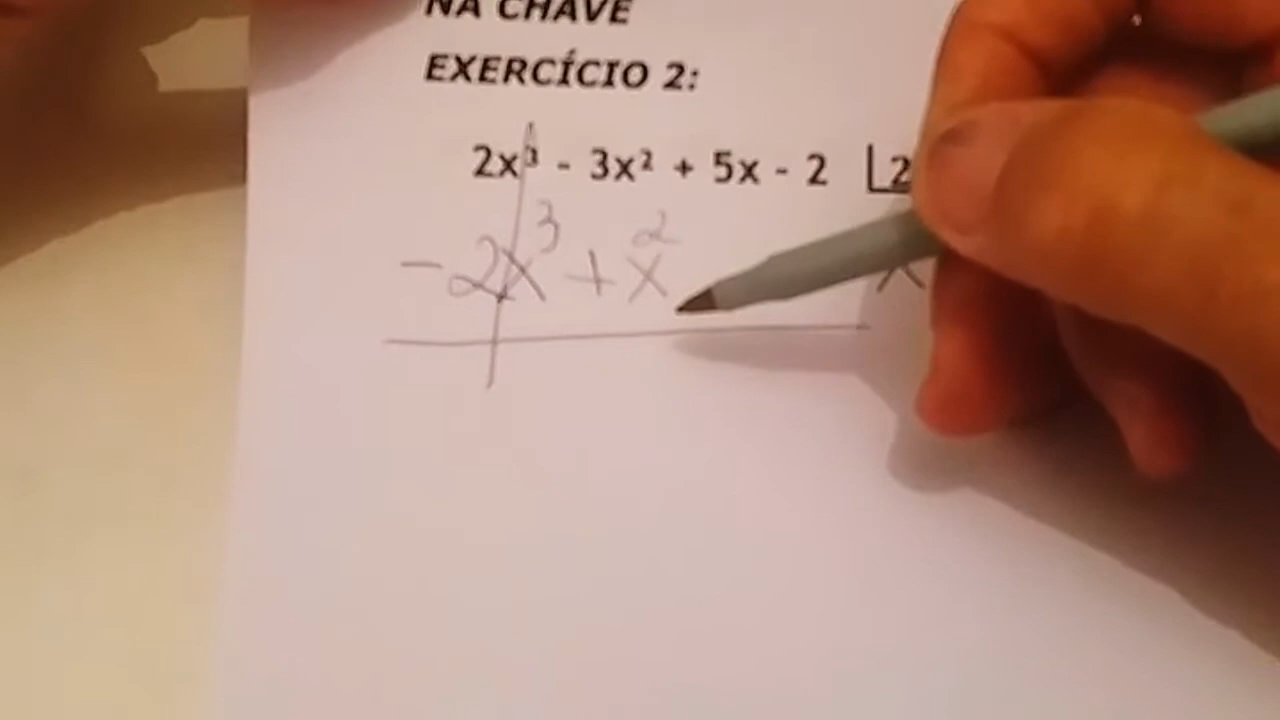 NA CHAVE
EXERCÍCIO 2:
2x³ - 3x² + 5x - 2 |2
-2x³ + x² x